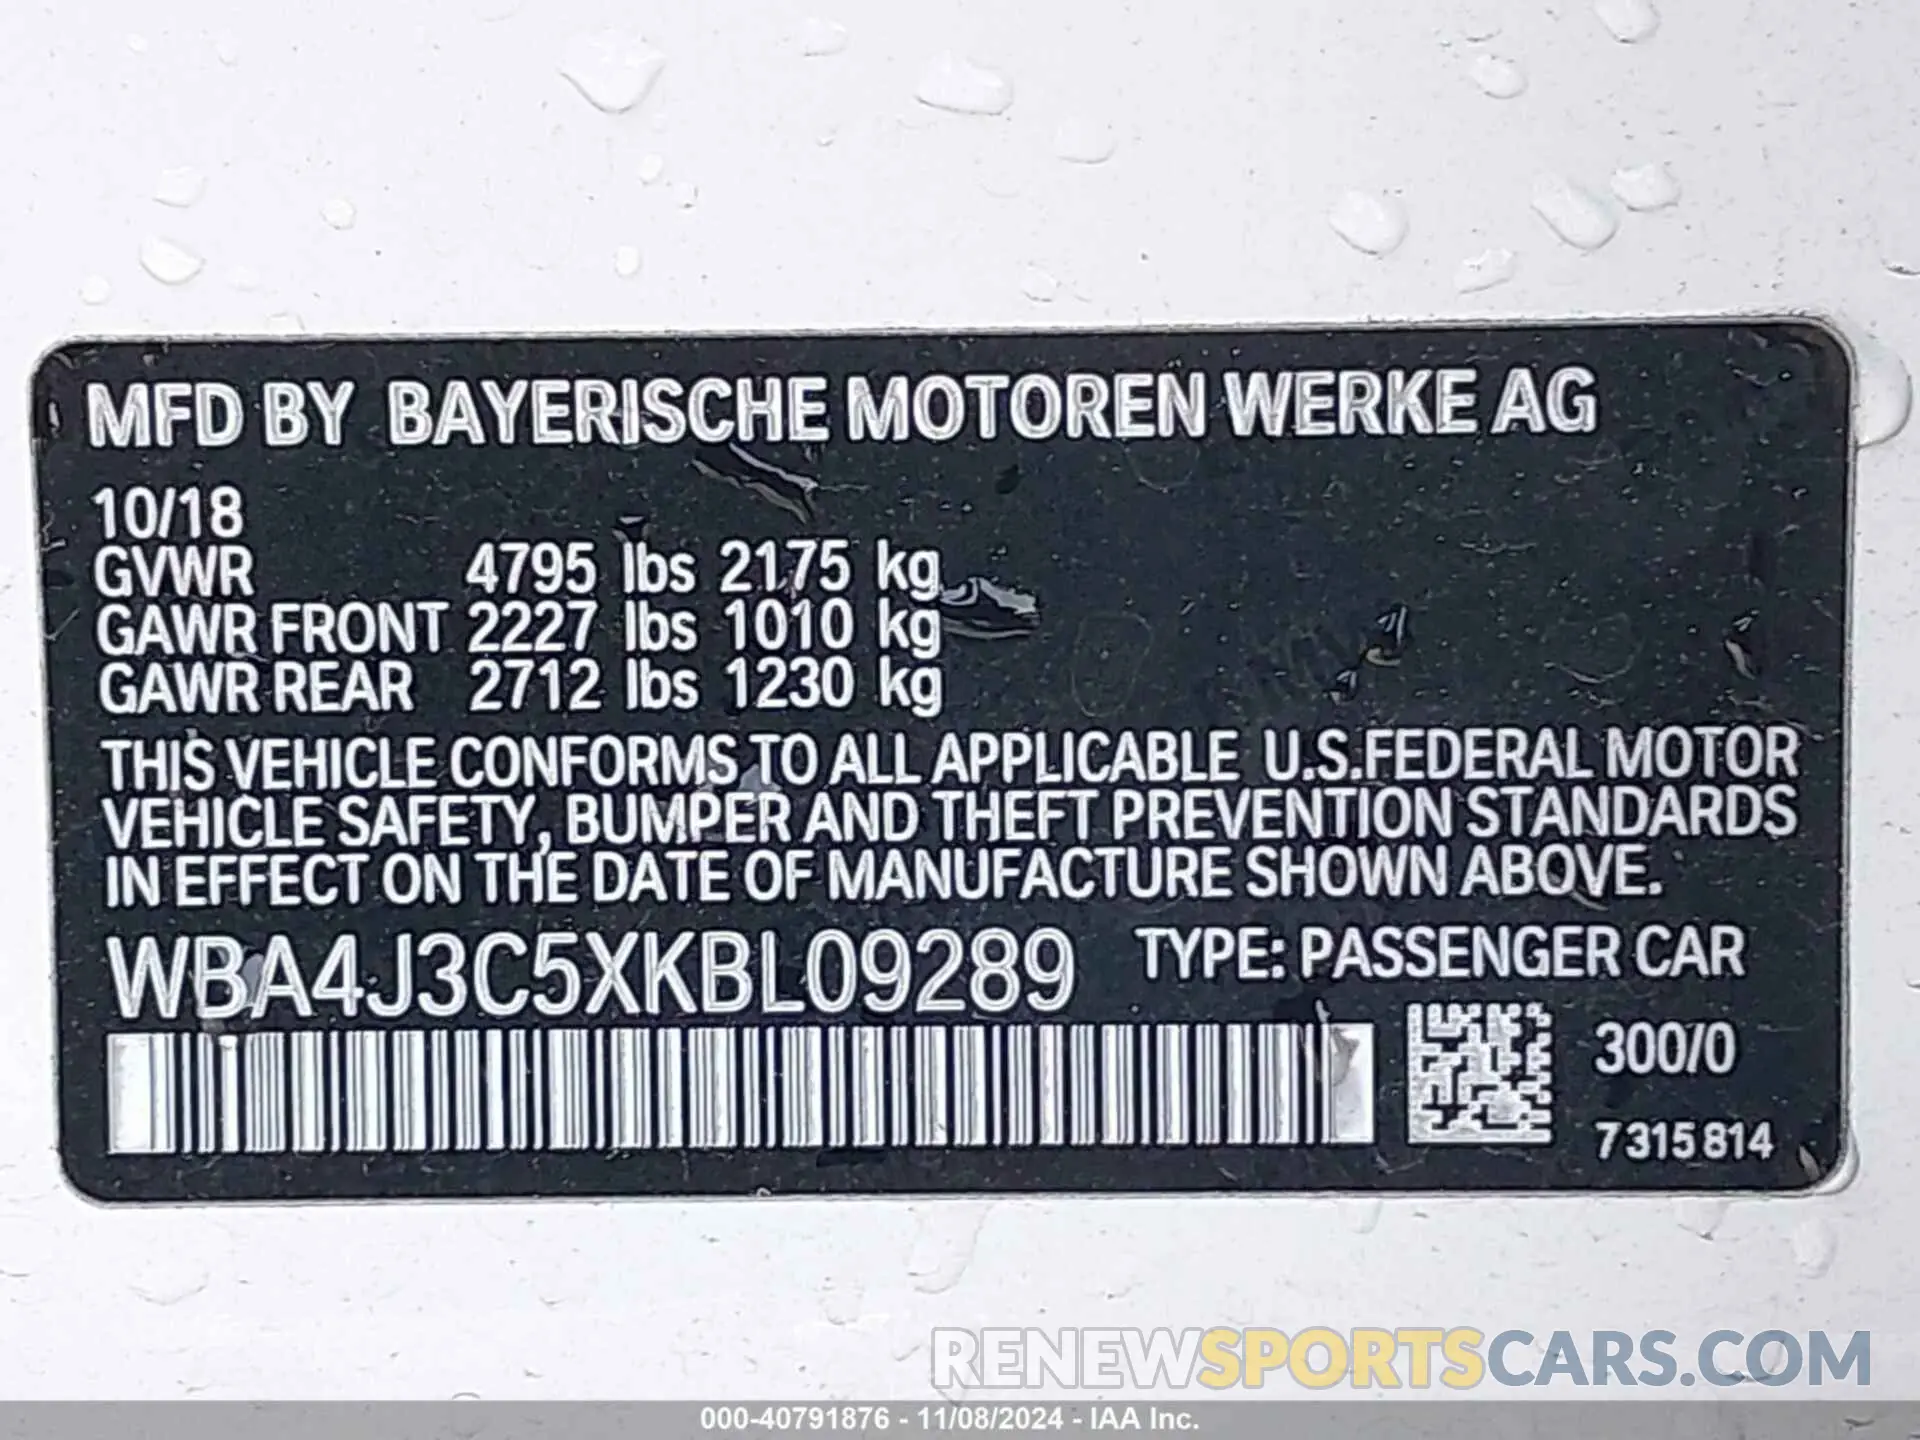 MFD BY BAYERISCHE MOTOREN WERKE AG
10/18
GVWR 4795 lbs 2175 kg
GAWR FRONT 2227 lbs 1010 kg
GAWR REAR 2712 lbs 1230 kg
THIS VEHICLE CONFORMS TO ALL APPLICABLE U.S.FEDERAL MOTOR
VEHICLE SAFETY, BUMPER AND THEFT PREVENTION STANDARDS
IN EFFECT ON THE DATE OF MANUFACTURE SHOWN ABOVE.
WBA4J3C5XKBL09289 TYPE: PASSENGER CAR
300/0
7315814
RENEWSPORTSCARS.COM
000-40791876 - 11/08/2024 - IAA Inc.